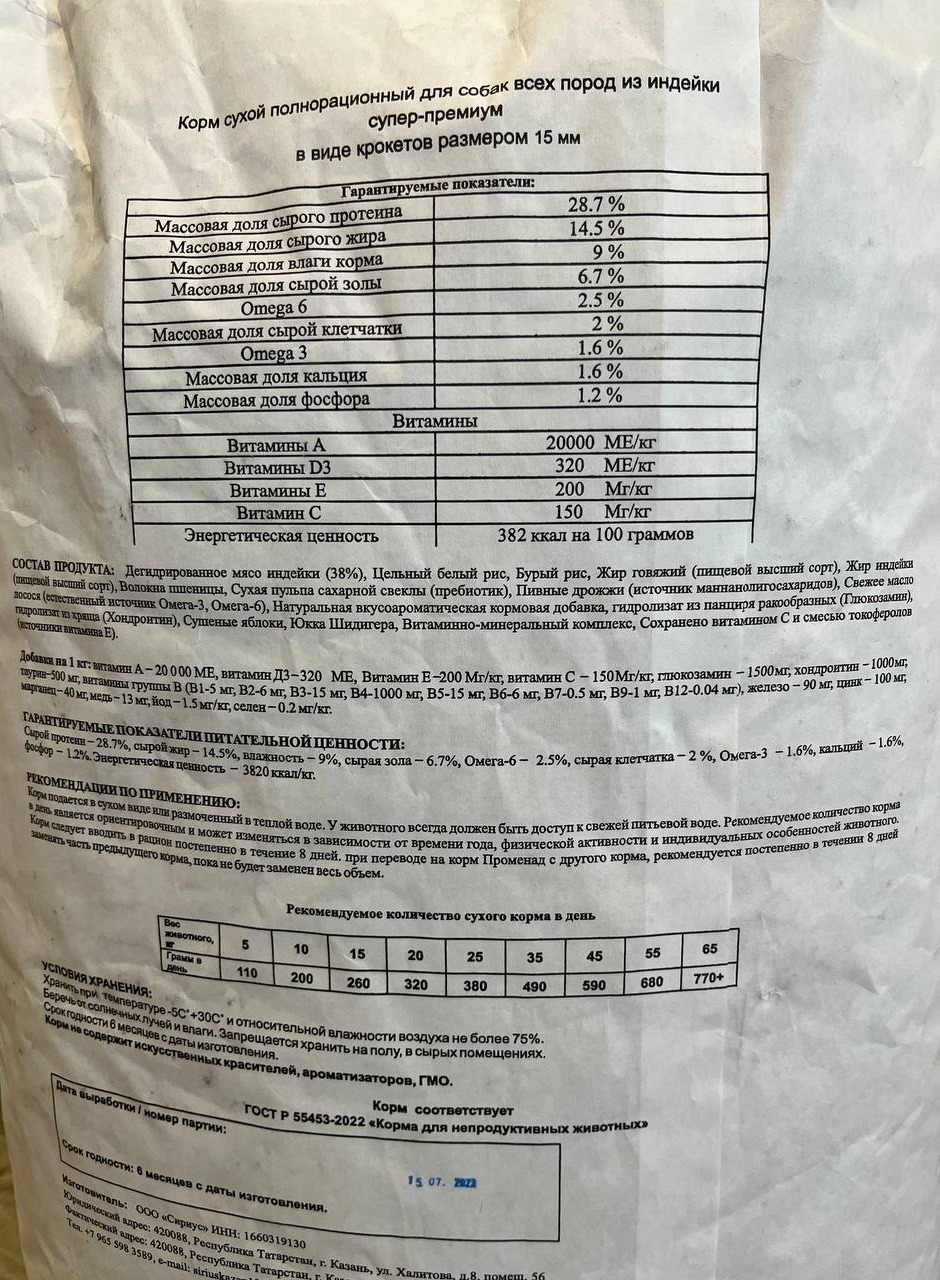 Корм сухой полнорационный для собак всех пород из индейки
супер-премиум
в виде крокетов размером 15 мм
Гарантируемые показатели:
Массовая доля сырого протеина 28.7 %
Массовая доля сырого жира 14.5 %
Массовая доля влаги корма 9 %
Массовая доля сырой золы 6.7 %
Omega 6 2.5 %
Массовая доля сырой клетчатки 2 %
Omega 3 1.6 %
Массовая доля кальция 1.6 %
Массовая доля фосфора 1.2 %
Витамины
Витамины А 20000 МЕ/кг
Витамины D3 320 МЕ/кг
Витамины Е 200 Мг/кг
Витамин С 150 Мг/кг
Энергетическая ценность 382 ккал на 100 граммов
СОСТАВ ПРОДУКТА: Дегидрированное мясо индейки (38%), Цельный белый рис, Бурый рис, Жир говяжий (пищевой высший сорт), Жир индейки
(пищевой высший сорт), Волокна пшеницы, Сухая пульпа сахарной свеклы (пребиотик), Пивные дрожжи (источник маннанолигосахаридов), Свежее масло
лосося (естественный источник Омега-3, Омега-6), Натуральная вкусоароматическая кормовая добавка, гидролизат из панциря ракообразных (Глюкозамин),
гидролизат из хряща (Хондроитин), Сушеные яблоки, Юкка Шидигера, Витаминно-минеральный комплекс, Сохранено витамином С и смесью токоферолов
(источники витамина Е).
Добавки на 1 кг: витамин А – 20 000 МЕ, витамин Д3– 320 МЕ, Витамин Е –200 Мг/кг, витамин С – 150Мг/кг, глюкозамин – 1500мг, хондроитин – 1000мг,
таурин–500 мг, витамины группы В (В1-5 мг, В2-6 мг, В3-15 мг, В4-1000 мг, В5-15 мг, В6-6 мг, В7-0.5 мг, В9-1 мг, В12-0.04 мг), железо – 90 мг, цинк – 100 мг,
марганец– 40 мг, медь – 13 мг, йод – 1.5 мг/кг, селен – 0.2 мг/кг.
ГАРАНТИРУЕМЫЕ ПОКАЗАТЕЛИ ПИТАТЕЛЬНОЙ ЦЕННОСТИ:
Сырой протеин – 28.7%, сырой жир – 14.5%, влажность – 9%, сырая зола – 6.7%, Омега-6 – 2.5%, сырая клетчатка – 2 %, Омега-3 – 1.6%, кальций – 1.6%,
фосфор – 1.2%. Энергетическая ценность – 3820 ккал/кг.
РЕКОМЕНДАЦИИ ПО ПРИМЕНЕНИЮ:
Корм подается в сухом виде или размоченный в теплой воде. У животного всегда должен быть доступ к свежей питьевой воде. Рекомендуемое количество корма
в день является ориентировочным и может изменяться в зависимости от времени года, физической активности и индивидуальных особенностей животного.
Корм следует вводить в рацион постепенно в течение 8 дней. при переводе на корм Променад с другого корма, рекомендуется постепенно в течении 8 дней
заменять часть предыдущего корма, пока не будет заменен весь объем.
Рекомендуемое количество сухого корма в день
Вес животного, кг 5 10 15 20 25 35 45 55 65
Грамм в день 110 200 260 320 380 490 590 680 770+
УСЛОВИЯ ХРАНЕНИЯ:
Хранить при температуре -5С°+30С° и относительной влажности воздуха не более 75%.
Беречь от солнечных лучей и влаги. Запрещается хранить на полу, в сырых помещениях.
Срок годности 6 месяцев с даты изготовления.
Корм не содержит искусственных красителей, ароматизаторов, ГМО.
Корм соответствует
ГОСТ Р 55453-2022 «Корма для непродуктивных животных»
Дата выработки / номер партии:
15. 07. 2023
Срок годности: 6 месяцев с даты изготовления.
Изготовитель: ООО «Сириус» ИНН: 1660319130
Юридический адрес: 420088, Республика Татарстан, г. Казань, ул. Халитова, д.8, помещ. 56
Фактический адрес: 420088, Республика Татарстан, г.
Тел. +7 965 598 3589, e-mail: